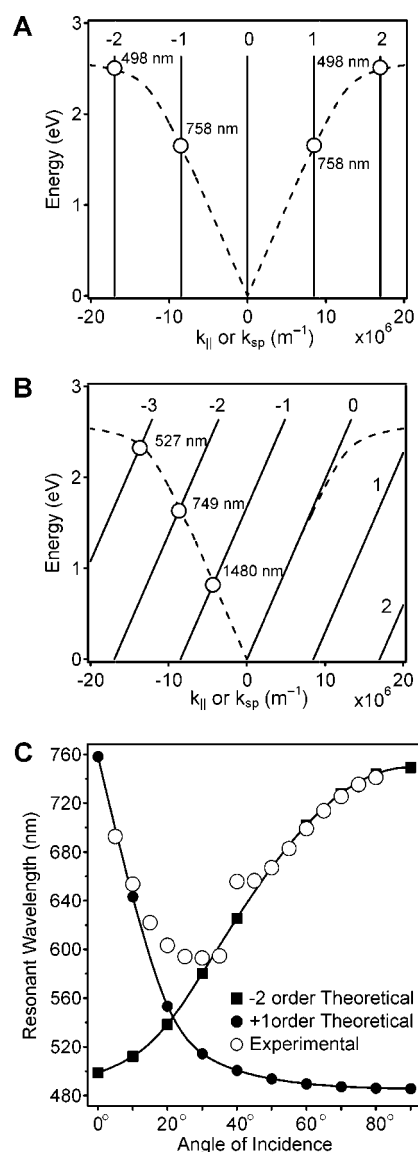 A
-2 -1 0 1 2
3
498 nm 498 nm
2
758 nm
758 nm
Energy (eV)
1
0
-20 -10 0 10 20
k|| or ksp (m⁻¹) x10⁶
B
3
-3 -2 -1 0
527 nm
2
1
749 nm
Energy (eV)
1
1480 nm
2
0
-20 -10 0 10 20
k|| or ksp (m⁻¹) x10⁶
C
760
720
680
640
600
560
520
480
Resonant Wavelength (nm)
-2 order Theoretical
+1order Theoretical
Experimental
0° 20° 40° 60° 80°
Angle of Incidence